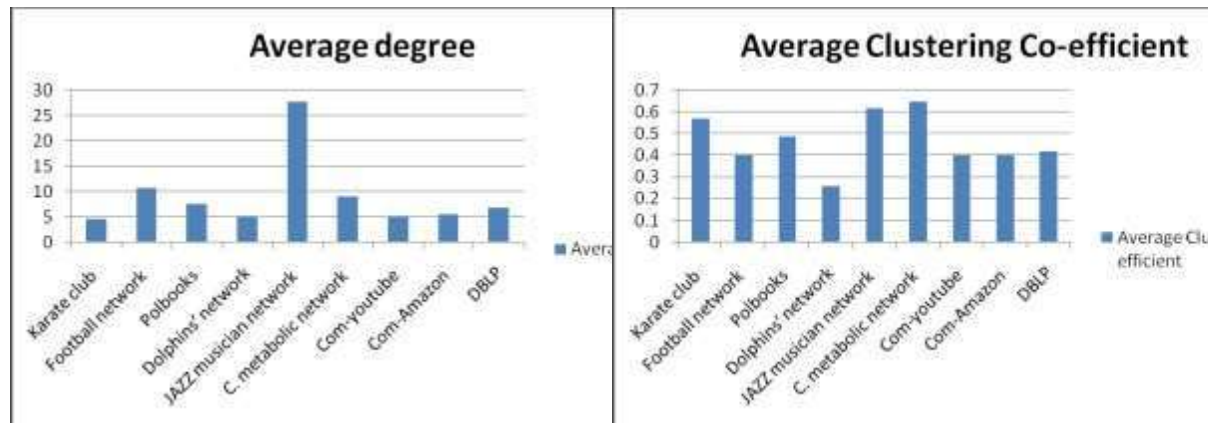 Average degree
30
25
20
15
10
5
0
Karate club
Football network
Polbooks
Dolphins' network
JAZZ musician network
C. metabolic network
Com-youtube
Com-Amazon
DBLP
Average Clustering Co-efficient
0.7
0.6
0.5
0.4
0.3
0.2
0.1
0
Karate club
Football network
Polbooks
Dolphins' network
JAZZ musician network
C. metabolic network
Com-youtube
Com-Amazon
DBLP
Average Clu
efficient